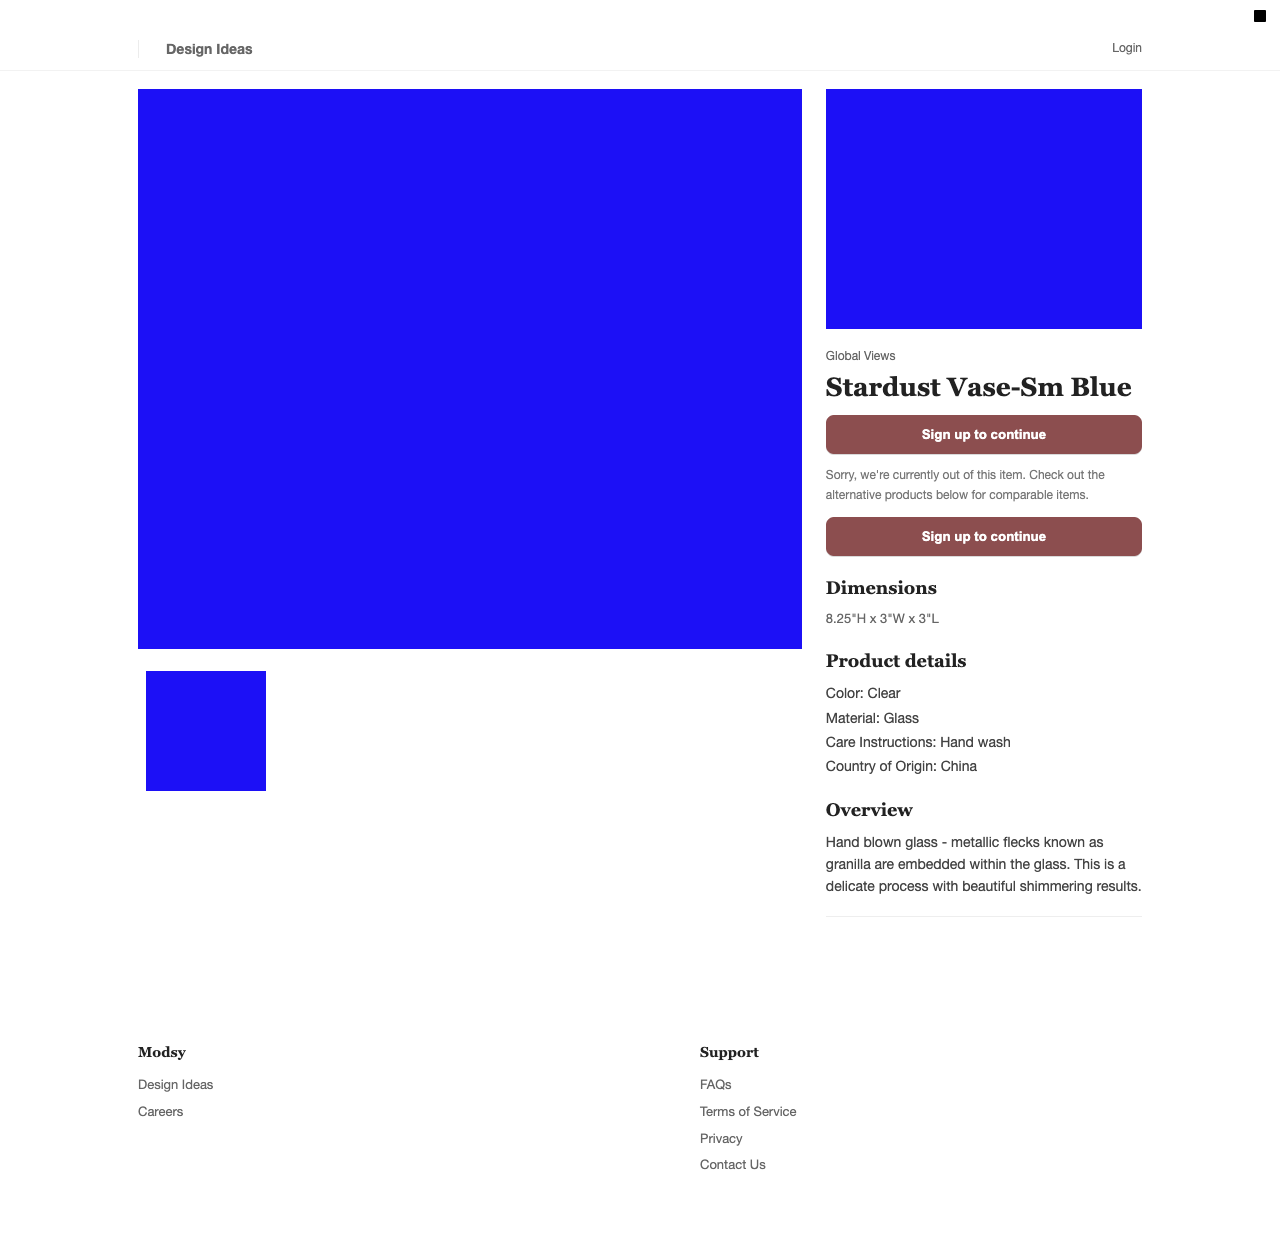 Design Ideas
Login
Global Views
Stardust Vase-Sm Blue
Sign up to continue
Sorry, we're currently out of this item. Check out the
alternative products below for comparable items.
Sign up to continue
Dimensions
8.25"H x 3"W x 3"L
Product details
Color: Clear
Material: Glass
Care Instructions: Hand wash
Country of Origin: China
Overview
Hand blown glass - metallic flecks known as
granilla are embedded within the glass. This is a
delicate process with beautiful shimmering results.
Modsy
Design Ideas
Careers
Support
FAQs
Terms of Service
Privacy
Contact Us